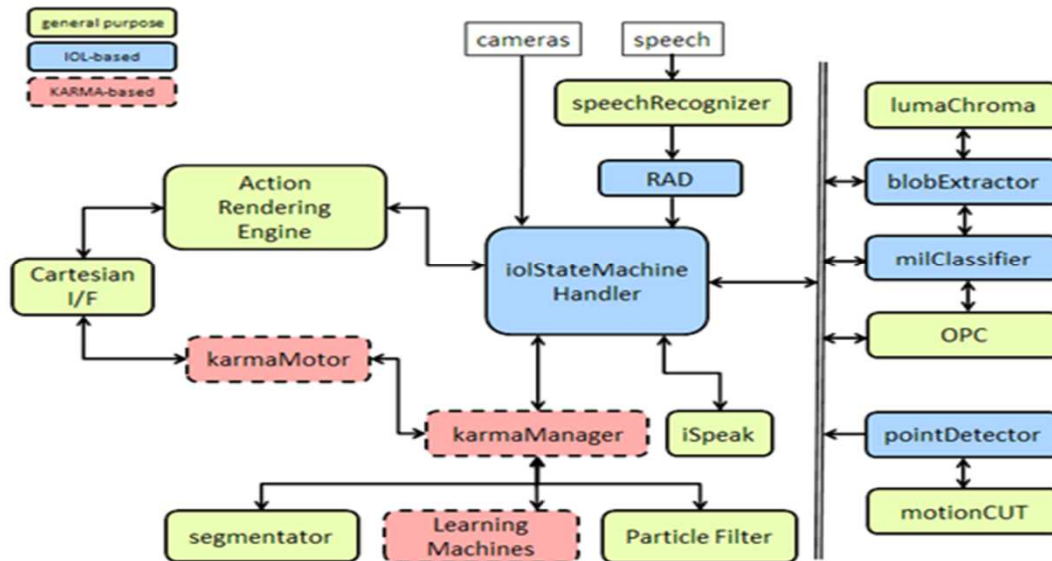 general purpose
IOL-based
KARMA-based
cameras
speech
speechRecognizer
RAD
Action
Rendering
Engine
Cartesian
I/F
iolStateMachine
Handler
karmaMotor
karmaManager
iSpeak
segmentator
Learning
Machines
Particle Filter
lumaChroma
blobExtractor
milClassifier
OPC
pointDetector
motionCUT